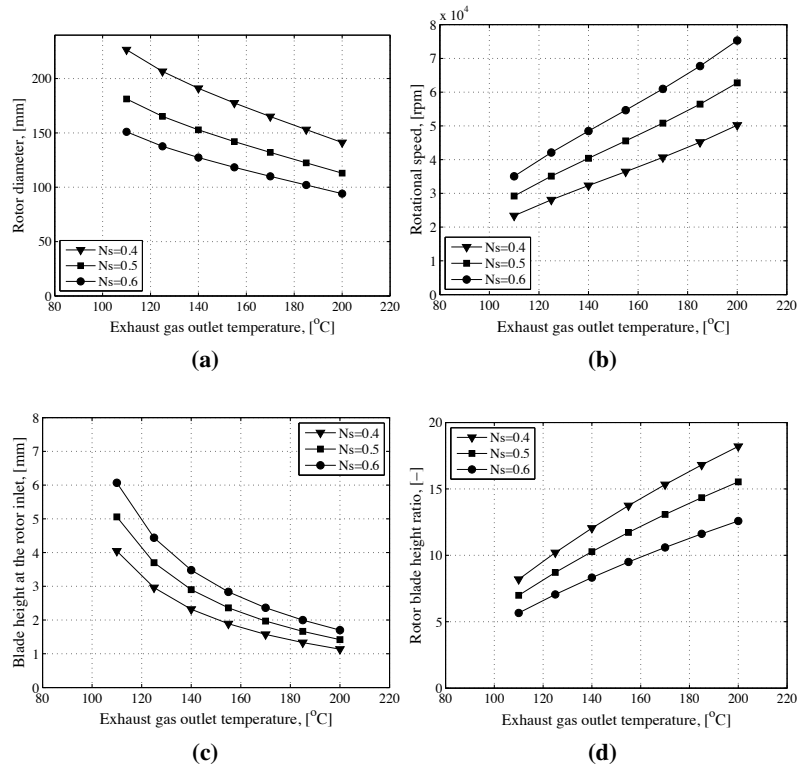 200
150
100
50
0
Rotor diameter, [mm]
Ns=0.4
Ns=0.5
Ns=0.6
80 100 120 140 160 180 200 220
Exhaust gas outlet temperature, [°C]
(a)
8 x 10⁴
7
6
5
4
3
2
1
0
Rotational speed, [rpm]
Ns=0.4
Ns=0.5
Ns=0.6
80 100 120 140 160 180 200 220
Exhaust gas outlet temperature, [°C]
(b)
8
7
6
5
4
3
2
1
0
Blade height at the rotor inlet, [mm]
Ns=0.4
Ns=0.5
Ns=0.6
80 100 120 140 160 180 200 220
Exhaust gas outlet temperature, [°C]
(c)
20
15
10
5
0
Rotor blade height ratio, [−]
Ns=0.4
Ns=0.5
Ns=0.6
80 100 120 140 160 180 200 220
Exhaust gas outlet temperature, [°C]
(d)